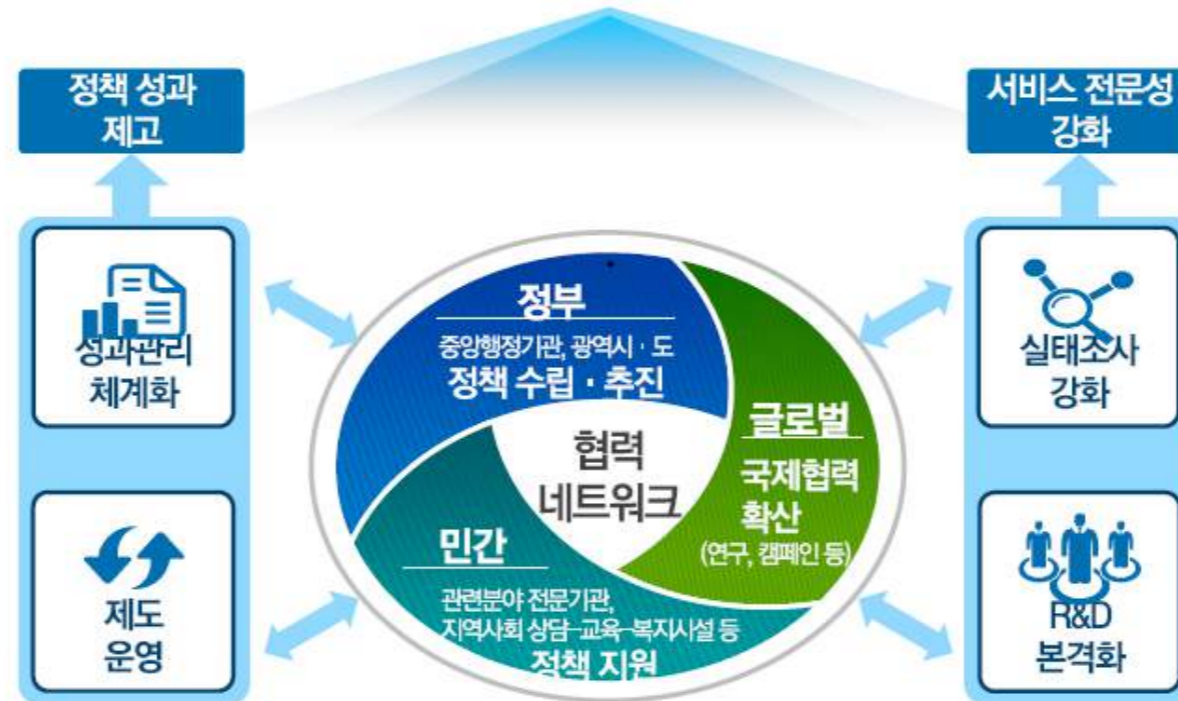 정책 성과
제고
서비스 전문성
강화
성과관리
체계화
제도
운영
정부
중앙행정기관, 광역시·도
정책 수립·추진
글로벌
국제협력
확산
(연구, 캠페인 등)
협력
네트워크
민간
관련분야 전문기관,
지역사회 상담–교육–복지시설 등
정책 지원
실태조사
강화
R&D
본격화